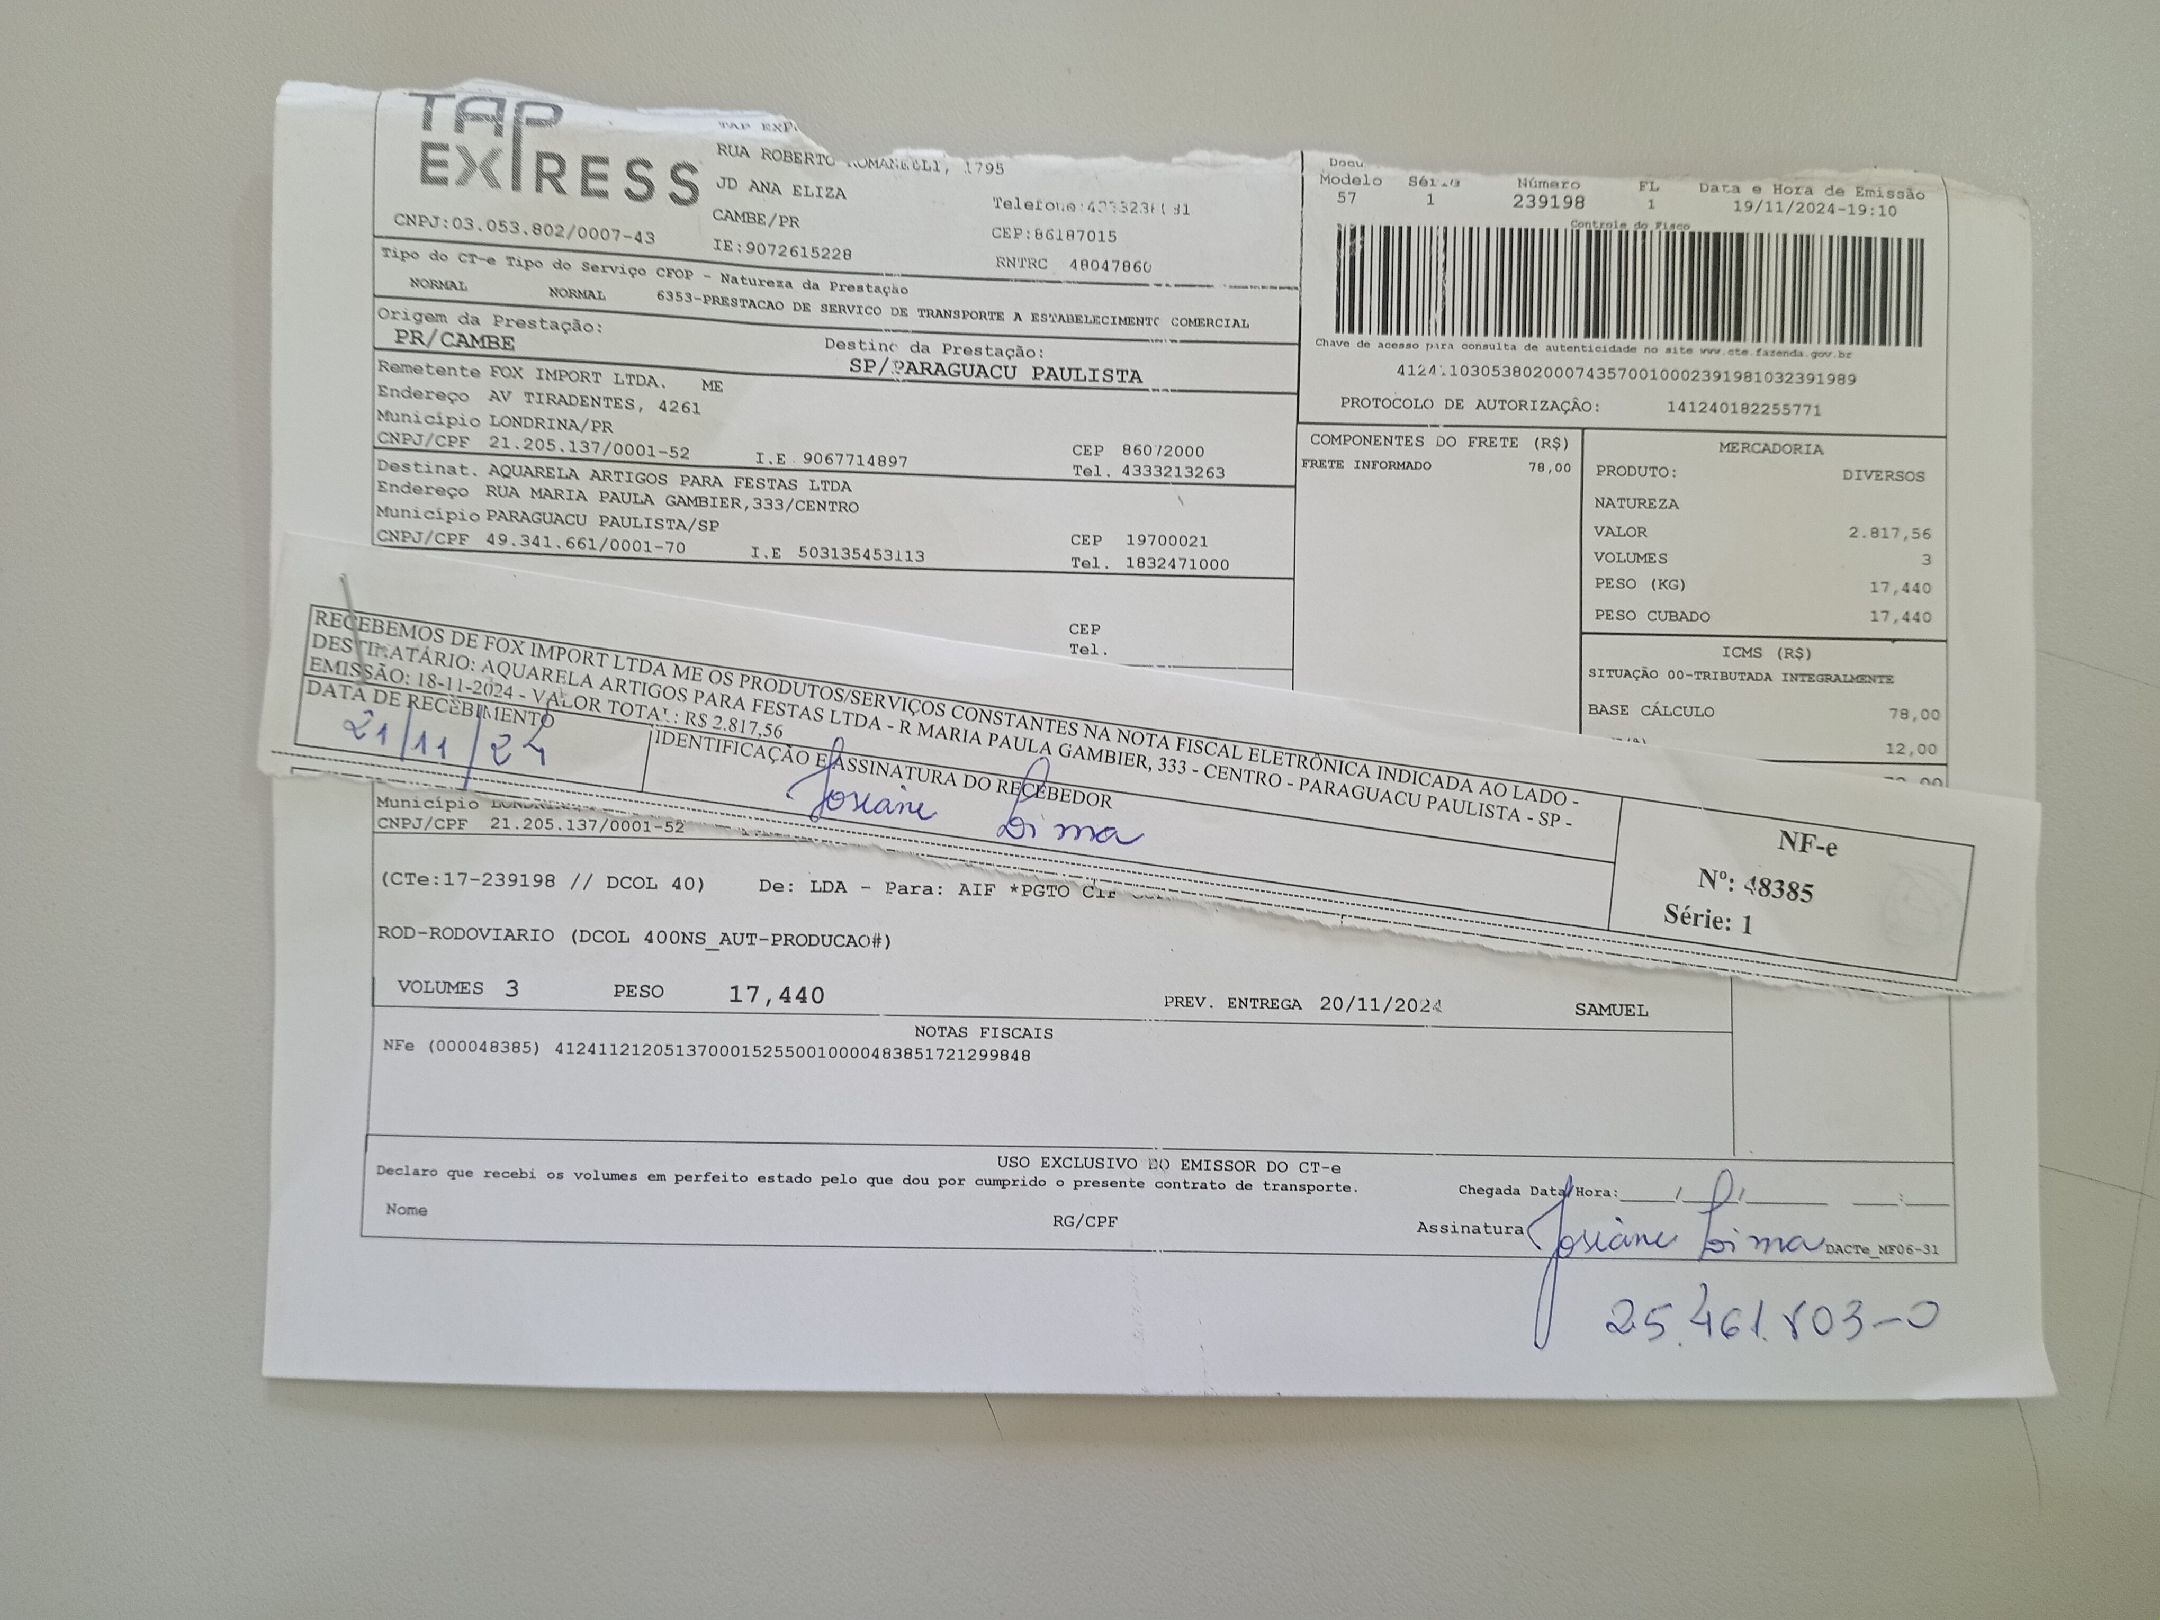 TAP
EXPRESS
CNPJ:03.053.802/0007-43
TAP
RUA ROBERTO ROMANELLI, 1795
JD ANA ELIZA
CAMBE/PR
CEP:86187015
IE:9072615228
RNTRC 48047860
Modelo Série Número FL Data e Hora de Emissão
57 1 239198 1 19/11/2024-19:10
Controle do Fisco
Chave de acesso para consulta de autenticidade no site www.cte.fazenda.gov.br
41241103053802000743570010002391981032391989
PROTOCOLO DE AUTORIZAÇÃO: 141240182255771
Tipo do CT-e Tipo do Serviço CFOP - Natureza da Prestação
NORMAL NORMAL 6353-PRESTACAO DE SERVICO DE TRANSPORTE A ESTABELECIMENTO COMERCIAL
Origem da Prestação:
PR/CAMBE
Destino da Prestação:
SP/PARAGUACU PAULISTA
Remetente FOX IMPORT LTDA. ME
Endereço AV TIRADENTES, 4261
Município LONDRINA/PR
CNPJ/CPF 21.205.137/0001-52 I.E 9067714897
CEP 86072000
Tel. 4333213263
Destinat. AQUARELA ARTIGOS PARA FESTAS LTDA
Endereço RUA MARIA PAULA GAMBIER,333/CENTRO
Município PARAGUACU PAULISTA/SP
CNPJ/CPF 49.341.661/0001-70 I.E 503135453113
CEP 19700021
Tel. 1832471000
CEP
Tel.
COMPONENTES DO FRETE (R$)
FRETE INFORMADO 78,00
MERCADORIA
PRODUTO: DIVERSOS
NATUREZA
VALOR 2.817,56
VOLUMES 3
PESO (KG) 17,440
PESO CUBADO 17,440
ICMS (R$)
SITUAÇÃO 00-TRIBUTADA INTEGRALMENTE
BASE CÁLCULO 78,00
12,00
RECEBEMOS DE FOX IMPORT LTDA ME OS PRODUTOS/SERVIÇOS CONSTANTES NA NOTA FISCAL ELETRÔNICA INDICADA AO LADO -
DESTINATÁRIO: AQUARELA ARTIGOS PARA FESTAS LTDA - R MARIA PAULA GAMBIER, 333 - CENTRO - PARAGUACU PAULISTA - SP -
EMISSÃO: 18-11-2024 - VALOR TOTAL: R$ 2.817,56
DATA DE RECEBIMENTO
21/11/24
IDENTIFICAÇÃO E ASSINATURA DO RECEBEDOR
Josiane Lima
NF-e
Nº: 48385
Série: 1
Município LONDRINA
CNPJ/CPF 21.205.137/0001-52
(CTe:17-239198 // DCOL 40) De: LDA - Para: AIF *PGTO
ROD-RODOVIARIO (DCOL 400NS_AUT-PRODUCAO#)
VOLUMES 3 PESO 17,440 PREV. ENTREGA 20/11/2024 SAMUEL
NOTAS FISCAIS
NFe (000048385) 41241121205137000152550010000483851721299848
USO EXCLUSIVO DO EMISSOR DO CT-e
Declaro que recebi os volumes em perfeito estado pelo que dou por cumprido o presente contrato de transporte.
Chegada Data/Hora:
Nome RG/CPF
Assinatura Josiane Lima DACTe_MF06-31
25.461.803-0